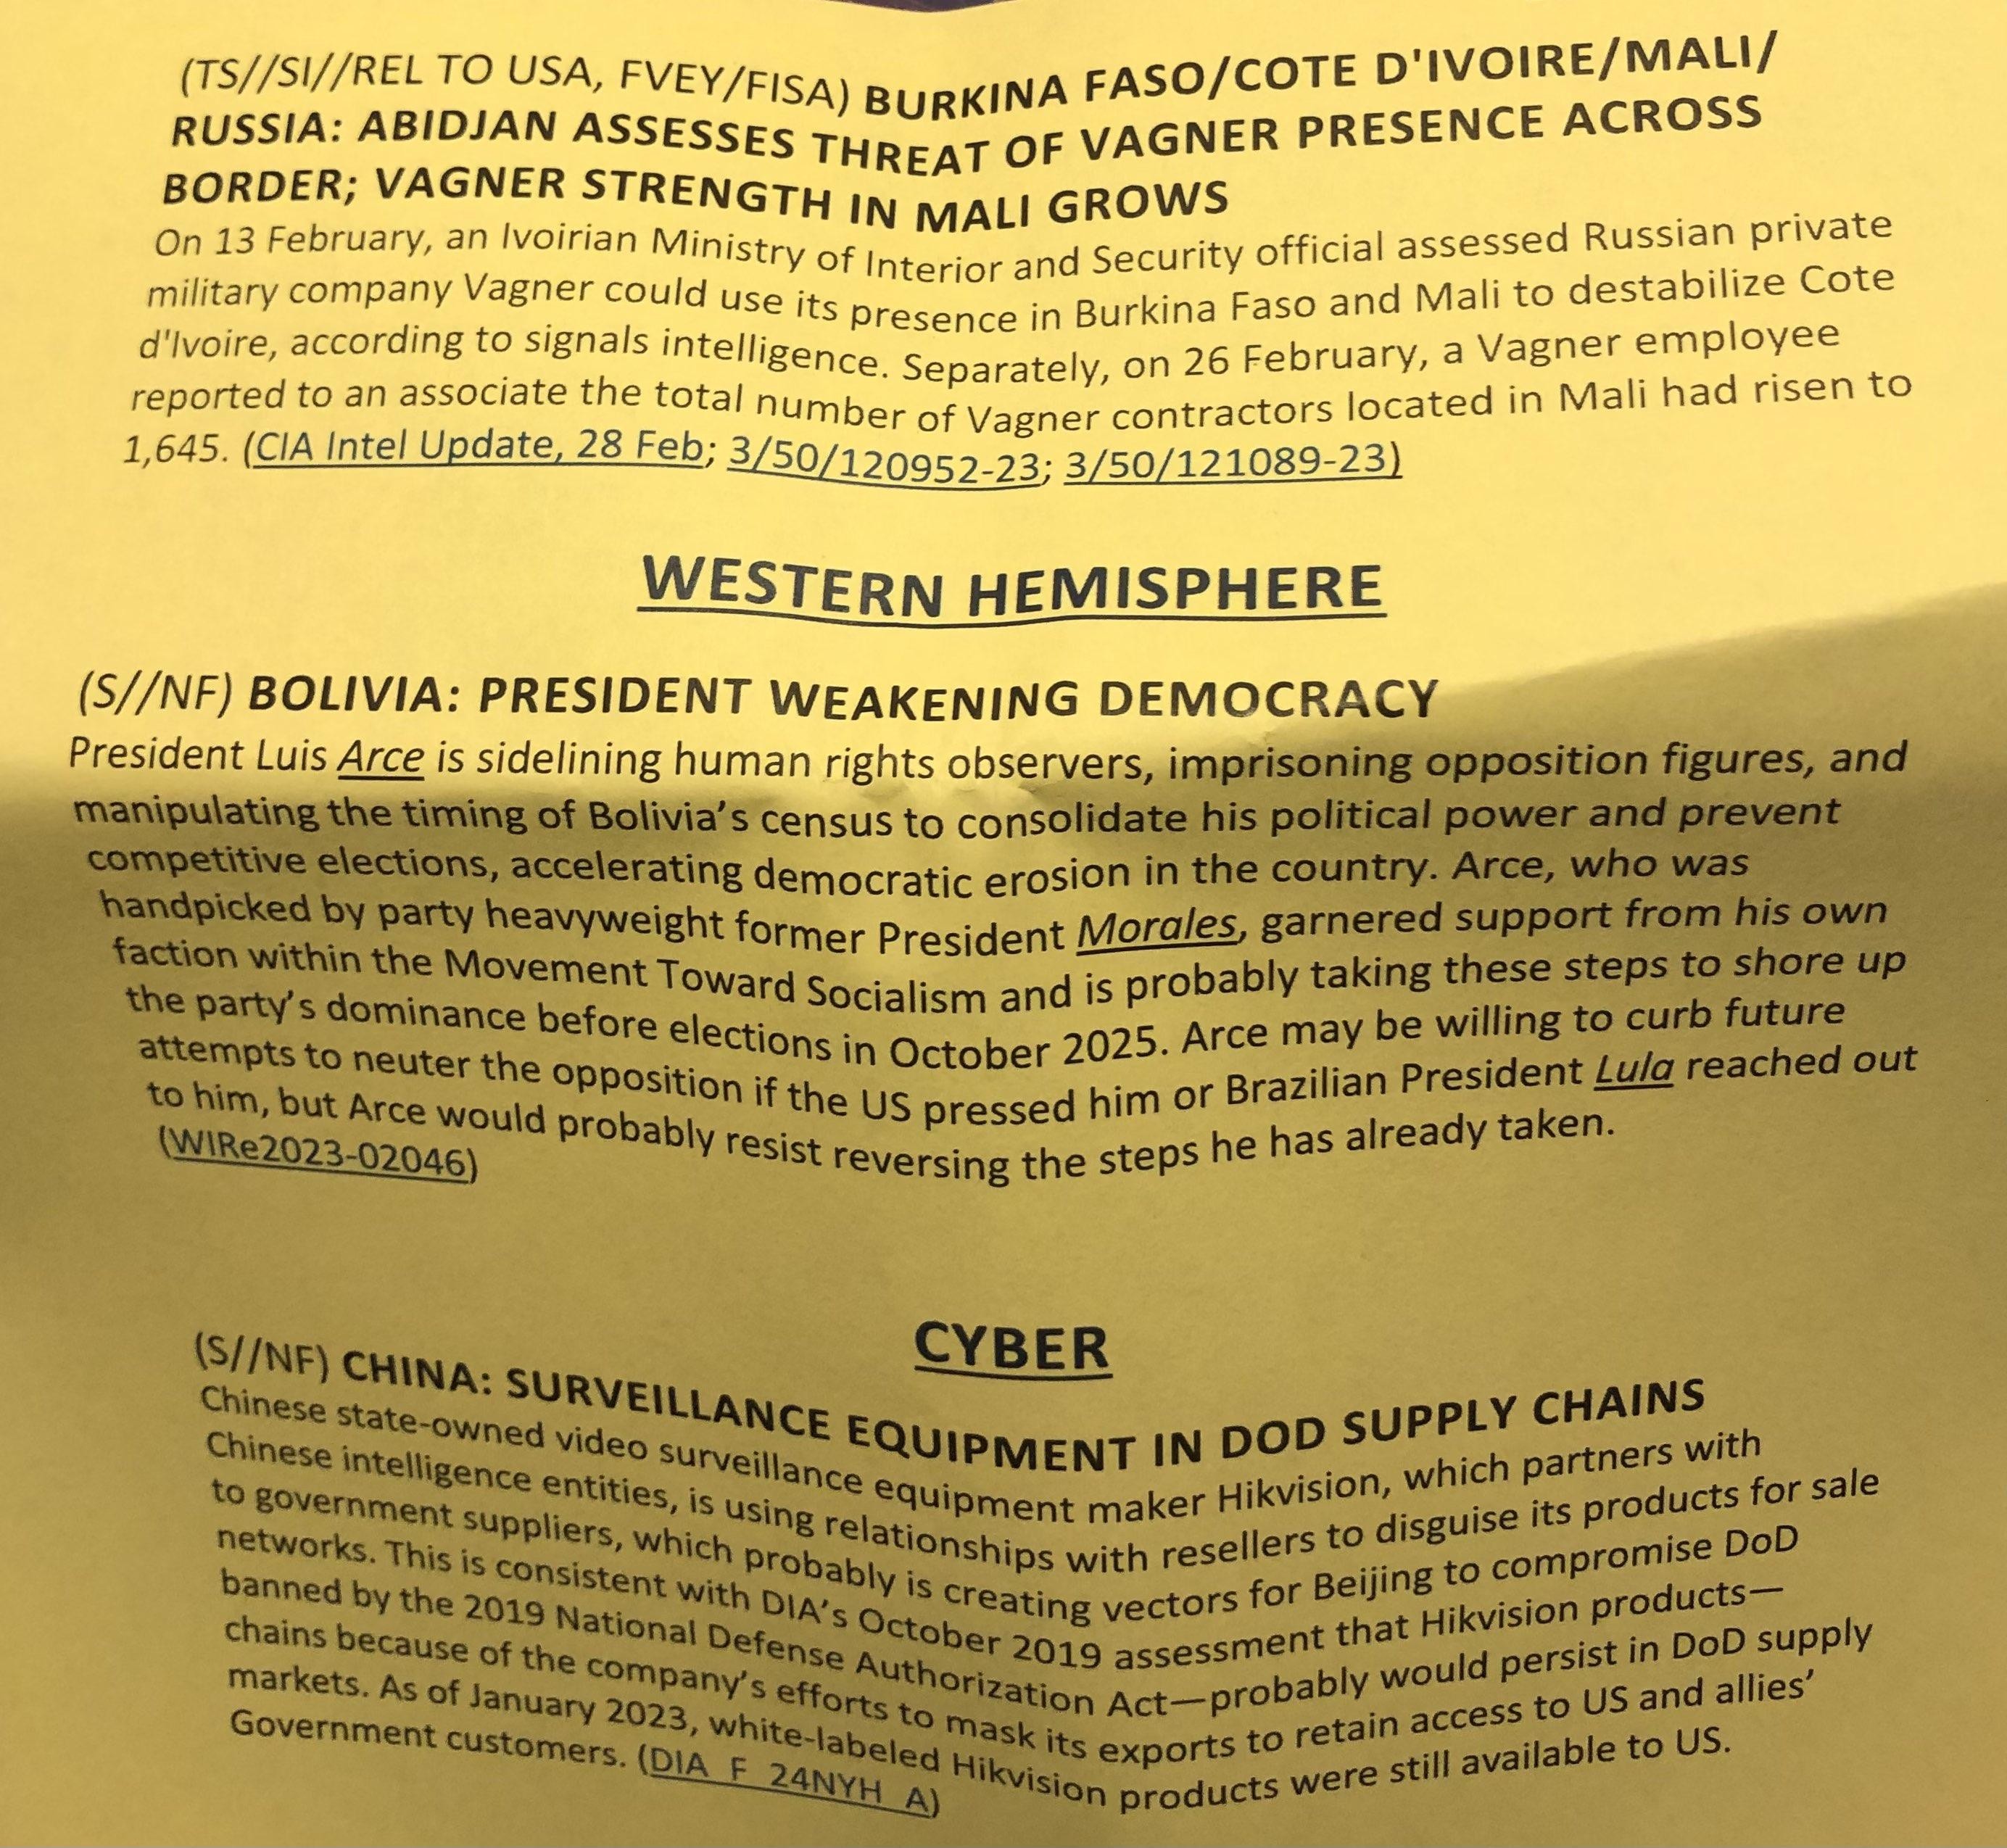 (TS//SI//REL TO USA, FVEY/FISA) BURKINA FASO/COTE D'IVOIRE/MALI/
RUSSIA: ABIDJAN ASSESSES THREAT OF VAGNER PRESENCE ACROSS
BORDER; VAGNER STRENGTH IN MALI GROWS
On 13 February, an Ivoirian Ministry of Interior and Security official assessed Russian private
military company Vagner could use its presence in Burkina Faso and Mali to destabilize Cote
d'Ivoire, according to signals intelligence. Separately, on 26 February, a Vagner employee
reported to an associate the total number of Vagner contractors located in Mali had risen to
1,645. (CIA Intel Update, 28 Feb; 3/50/120952-23; 3/50/121089-23)
WESTERN HEMISPHERE
(S//NF) BOLIVIA: PRESIDENT WEAKENING DEMOCRACY
President Luis Arce is sidelining human rights observers, imprisoning opposition figures, and
manipulating the timing of Bolivia’s census to consolidate his political power and prevent
competitive elections, accelerating democratic erosion in the country. Arce, who was
handpicked by party heavyweight former President Morales, garnered support from his own
faction within the Movement Toward Socialism and is probably taking these steps to shore up
the party’s dominance before elections in October 2025. Arce may be willing to curb future
attempts to neuter the opposition if the US pressed him or Brazilian President Lula reached out
to him, but Arce would probably resist reversing the steps he has already taken.
(WIRe2023-02046)
CYBER
(S//NF) CHINA: SURVEILLANCE EQUIPMENT IN DOD SUPPLY CHAINS
Chinese state-owned video surveillance equipment maker Hikvision, which partners with
Chinese intelligence entities, is using relationships with resellers to disguise its products for sale
to government suppliers, which probably is creating vectors for Beijing to compromise DoD
networks. This is consistent with DIA’s October 2019 assessment that Hikvision products—
banned by the 2019 National Defense Authorization Act—probably would persist in DoD supply
chains because of the company’s efforts to mask its exports to retain access to US and allies’
markets. As of January 2023, white-labeled Hikvision products were still available to US.
Government customers. (DIA_F_24NYH_A)